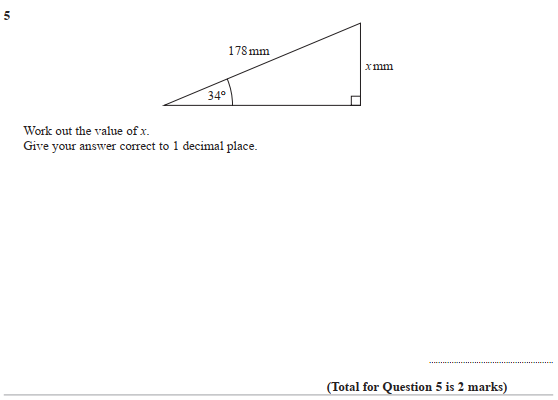 5
178 mm
x mm
34°
Work out the value of x.
Give your answer correct to 1 decimal place.
(Total for Question 5 is 2 marks)